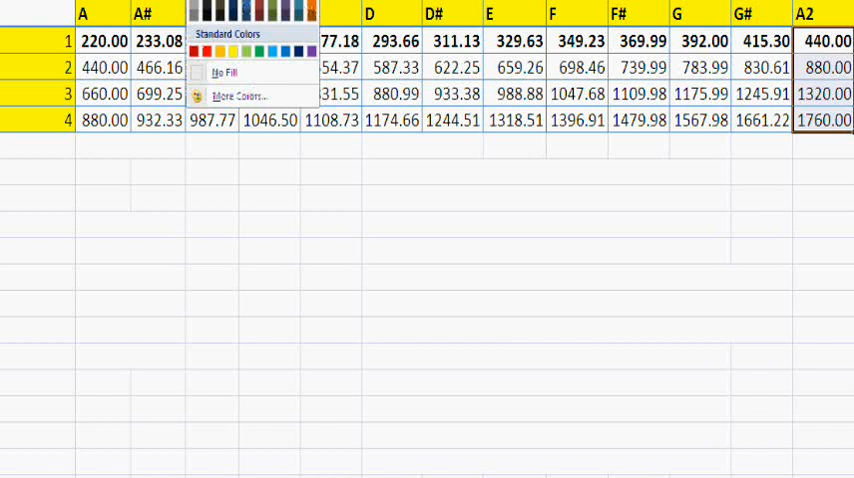 A A# D D# E F F# G G# A2
Standard Colors
1 220.00 233.08 77.18 293.66 311.13 329.63 349.23 369.99 392.00 415.30 440.00
2 440.00 466.16 54.37 587.33 622.25 659.26 698.46 739.99 783.99 830.61 880.00
No Fill
3 660.00 699.25 31.55 880.99 933.38 988.88 1047.68 1109.98 1175.99 1245.91 1320.00
More Colors...
4 880.00 932.33 987.77 1046.50 1108.73 1174.66 1244.51 1318.51 1396.91 1479.98 1567.98 1661.22 1760.00